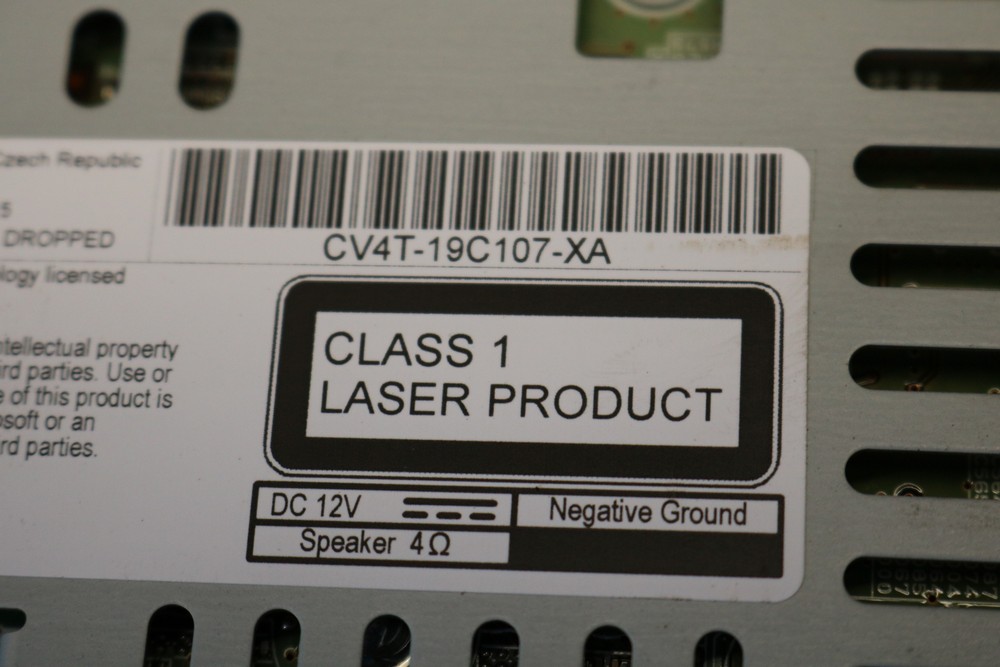 Czech Republic
5
DROPPED
CV4T-19C107-XA
logy licensed
CLASS 1
LASER PRODUCT
ntellectual property
ird parties. Use or
e of this product is
osoft or an
rd parties.
DC 12V
Negative Ground
Speaker 4Ω